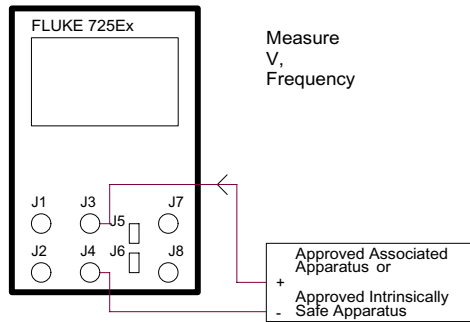 FLUKE 725Ex
Measure
V,
Frequency
J1 J3 J5 J7
J2 J4 J6 J8
Approved Associated
Apparatus or
+
Approved Intrinsically
- Safe Apparatus